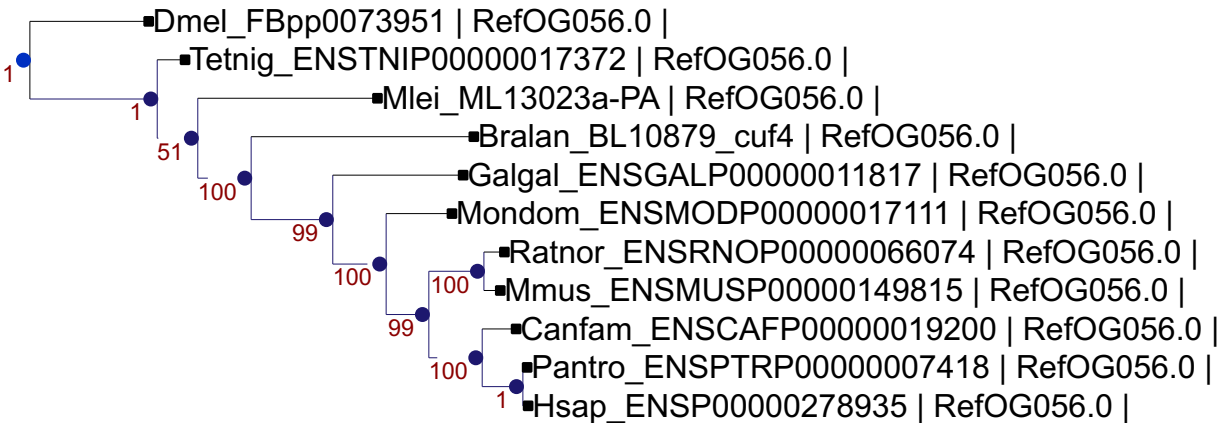 Dmel_FBpp0073951 | RefOG056.0 |
1
Tetnig_ENSTNIP00000017372 | RefOG056.0 |
1
Mlei_ML13023a-PA | RefOG056.0 |
51
Bralan_BL10879_cuf4 | RefOG056.0 |
100
Galgal_ENSGALP00000011817 | RefOG056.0 |
99
Mondom_ENSMODP00000017111 | RefOG056.0 |
100
Ratnor_ENSRNOP00000066074 | RefOG056.0 |
100
Mmus_ENSMUSP00000149815 | RefOG056.0 |
99
Canfam_ENSCAFP00000019200 | RefOG056.0 |
100
Pantro_ENSPTRP00000007418 | RefOG056.0 |
1
Hsap_ENSP00000278935 | RefOG056.0 |